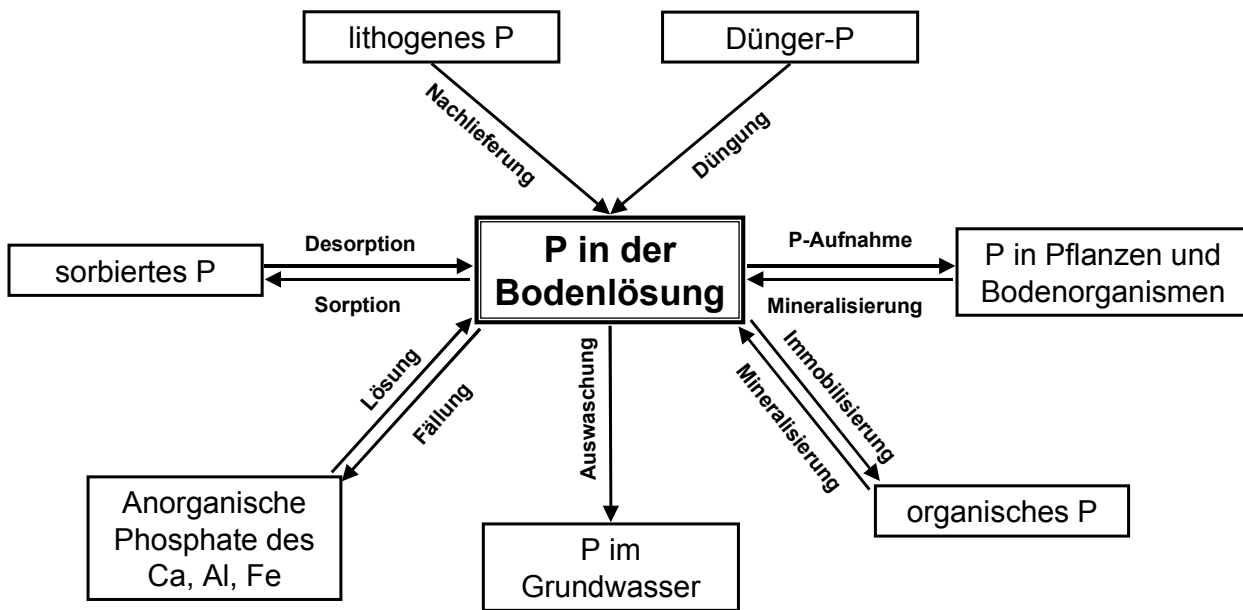 lithogenes P
Dünger-P
Nachlieferung
Düngung
sorbiertes P
Desorption
Sorption
P in der
Bodenlösung
P-Aufnahme
Mineralisierung
P in Pflanzen und
Bodenorganismen
Lösung
Fällung
Auswaschung
Immobilisierung
Mineralisierung
Anorganische
Phosphate des
Ca, Al, Fe
P im
Grundwasser
organisches P